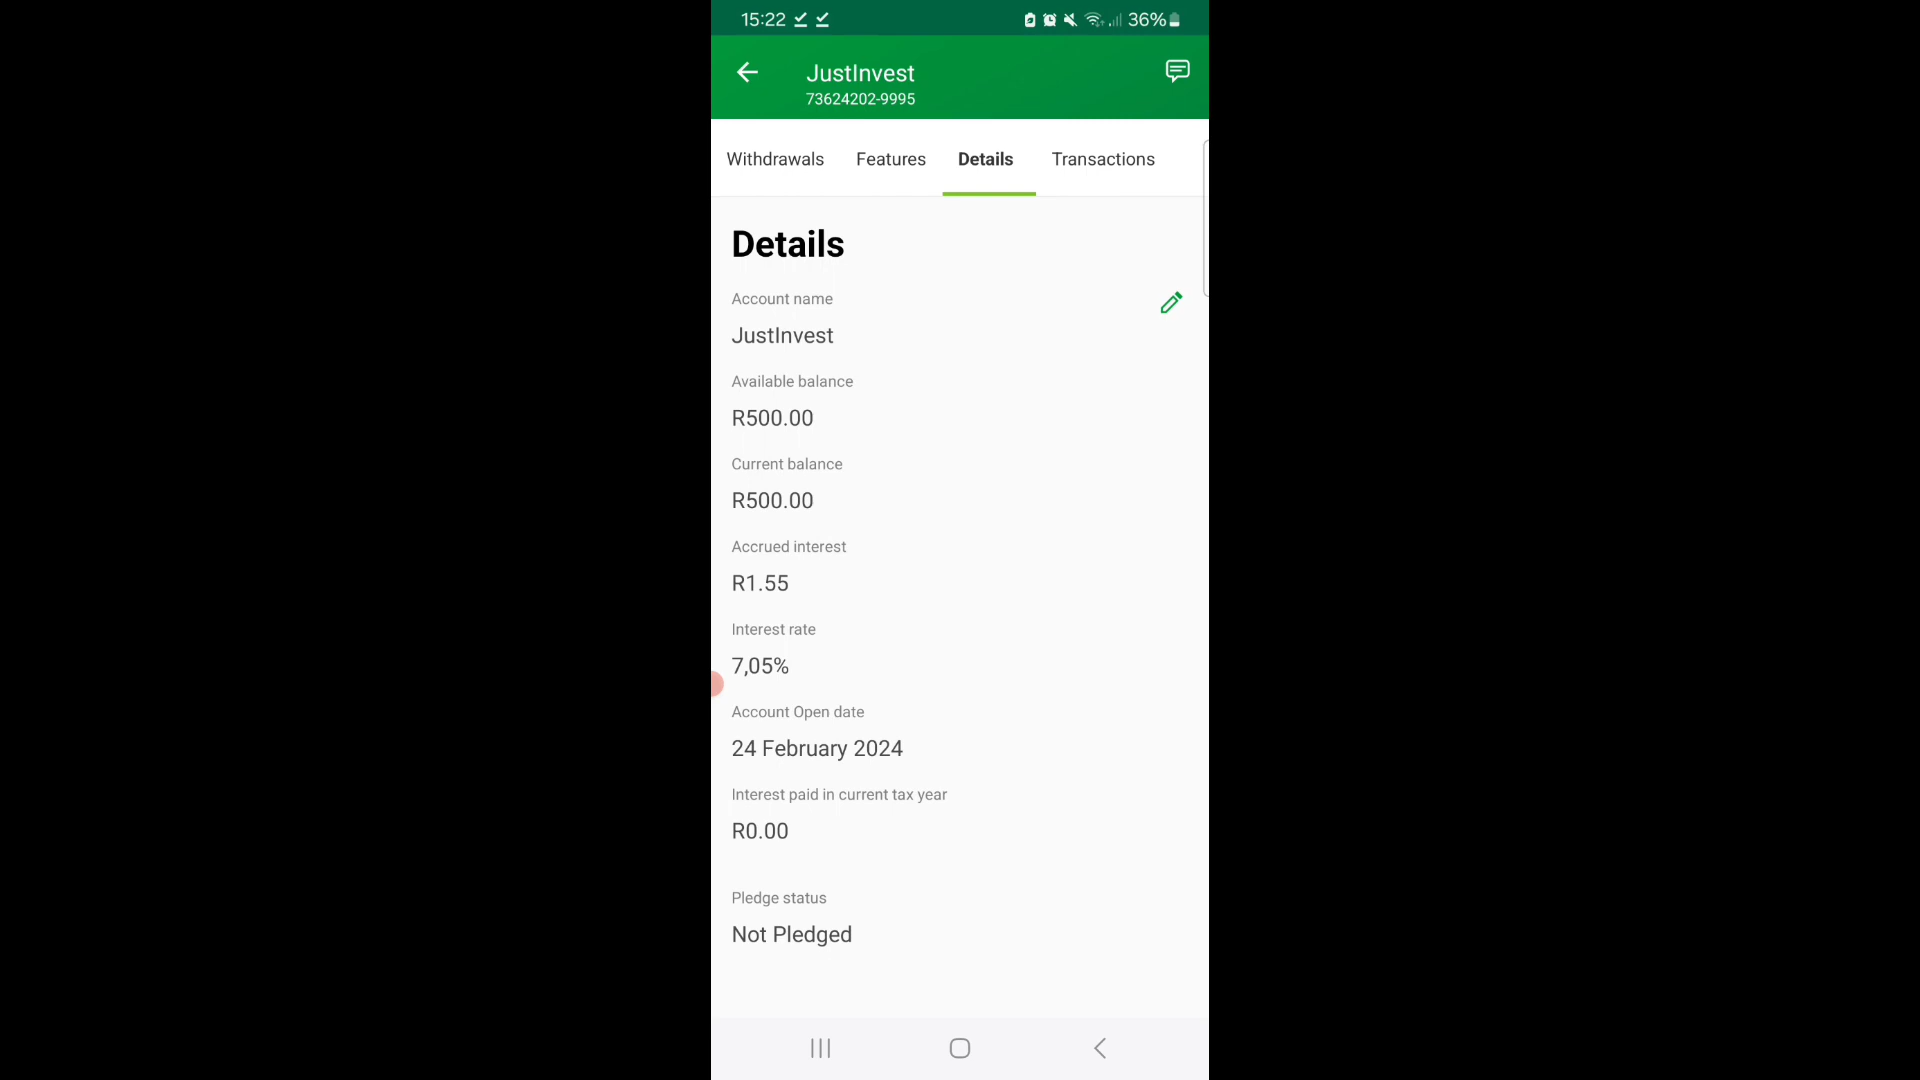 15:22
36%
JustInvest
73624202-9995
Withdrawals Features Details Transactions
Details
Account name
JustInvest
Available balance
R500.00
Current balance
R500.00
Accrued interest
R1.55
Interest rate
7,05%
Account Open date
24 February 2024
Interest paid in current tax year
R0.00
Pledge status
Not Pledged